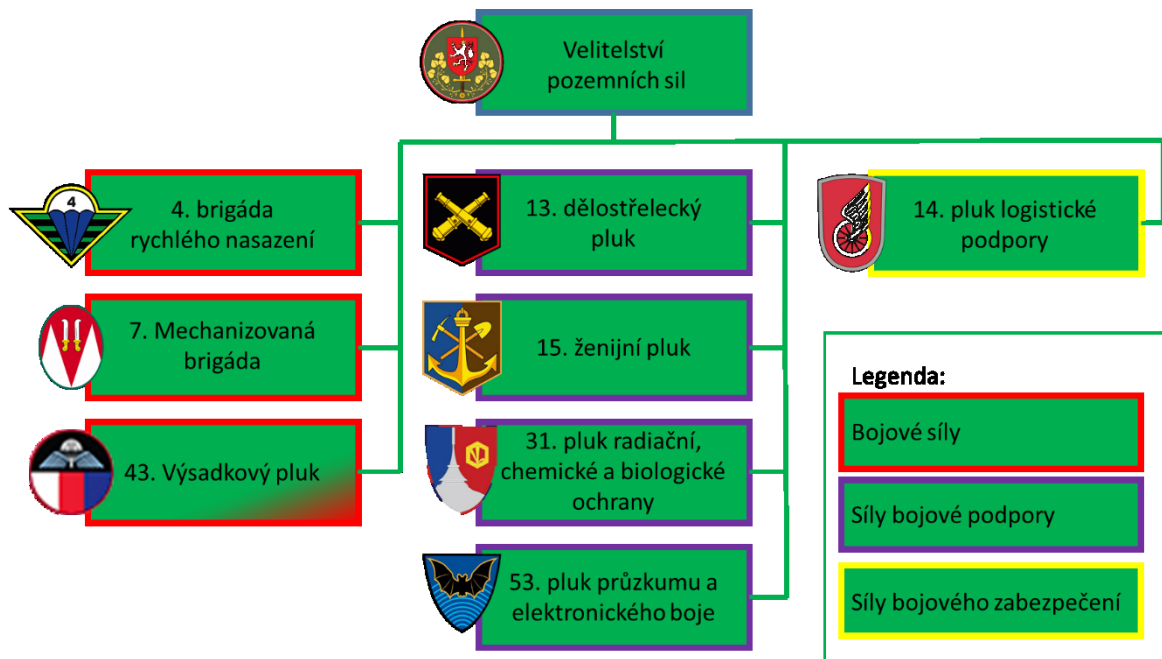 Velitelství
pozemních sil
4
4. brigáda
rychlého nasazení
7. Mechanizovaná
brigáda
43. Výsadkový pluk
13. dělostřelecký
pluk
15. ženijní pluk
31. pluk radiační,
chemické a biologické
ochrany
53. pluk průzkumu a
elektronického boje
14. pluk logistické
podpory
Legenda:
Bojové síly
Síly bojové podpory
Síly bojového zabezpečení